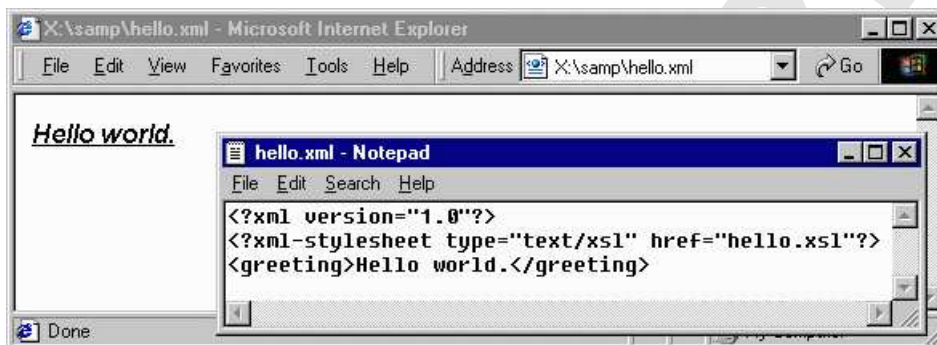 X:\samp\hello.xml - Microsoft Internet Explorer
File Edit View Favorites Tools Help Address X:\samp\hello.xml Go
Hello world.
hello.xml - Notepad
File Edit Search Help
<?xml version="1.0"?>
<?xml-stylesheet type="text/xsl" href="hello.xsl"?>
<greeting>Hello world.</greeting>
Done